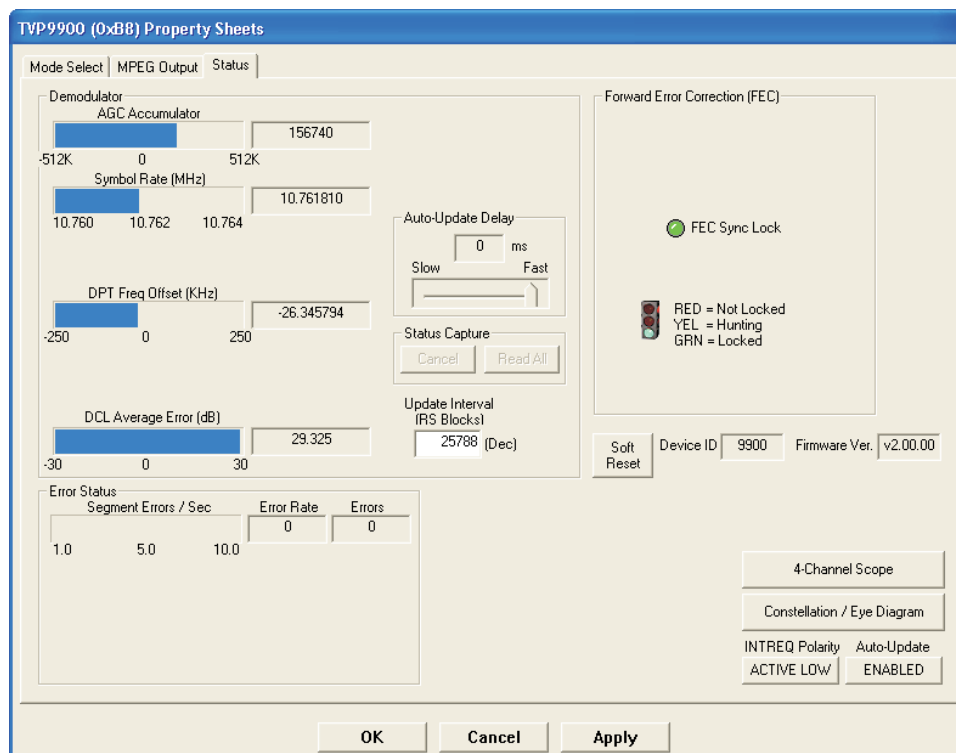 TVP9900 (0xB8) Property Sheets
Mode Select MPEG Output Status
Demodulator
AGC Accumulator
156740
-512K 0 512K
Symbol Rate (MHz)
10.761810
10.760 10.762 10.764
DPT Freq Offset (KHz)
-26.345794
-250 0 250
DCL Average Error (dB)
29.325
-30 0 30
Auto-Update Delay
0 ms
Slow Fast
Status Capture
Cancel Read All
Update Interval
(RS Blocks)
25788 (Dec)
Forward Error Correction (FEC)
FEC Sync Lock
RED = Not Locked
YEL = Hunting
GRN = Locked
Soft
Reset
Device ID 9900 Firmware Ver. v2.00.00
Error Status
Segment Errors / Sec Error Rate Errors
0 0
1.0 5.0 10.0
4-Channel Scope
Constellation / Eye Diagram
INTREQ Polarity Auto-Update
ACTIVE LOW ENABLED
OK Cancel Apply